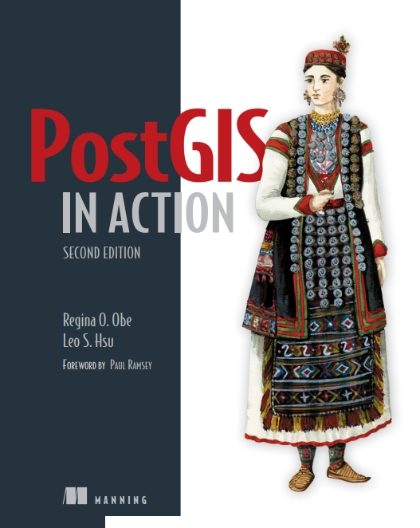 PostGIS
IN ACTION
SECOND EDITION
Regina O. Obe
Leo S. Hsu
FOREWORD BY PAUL RAMSEY
MANNING